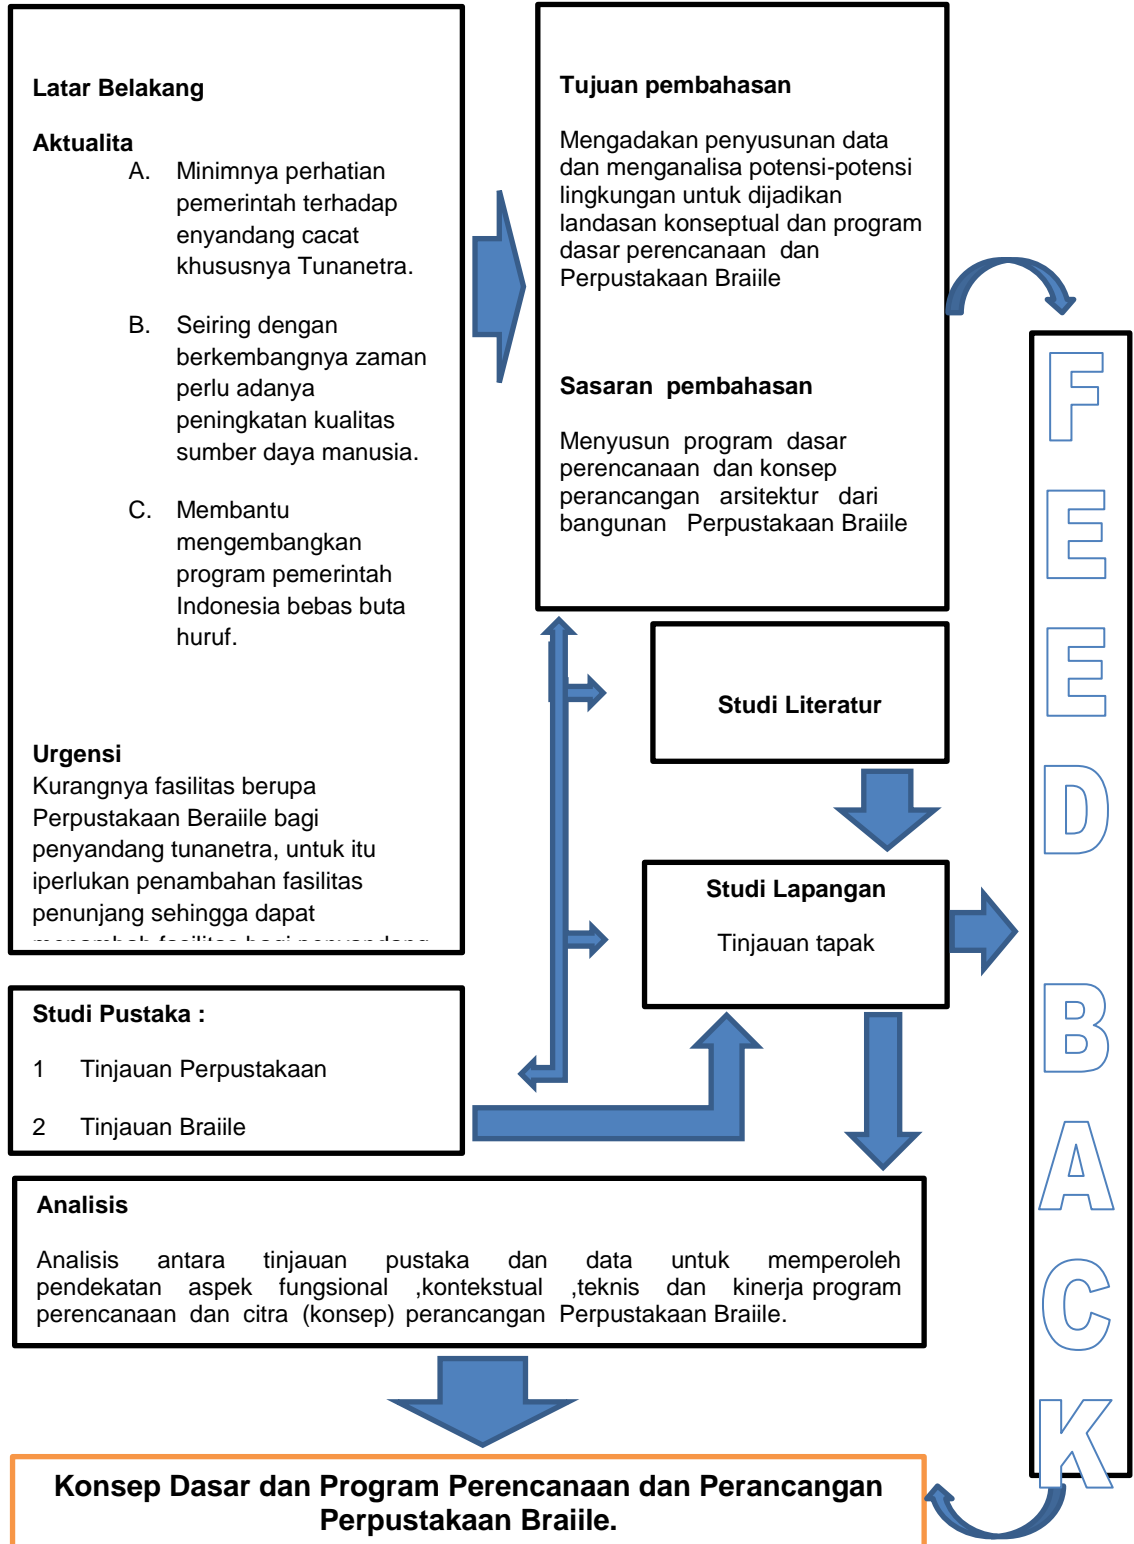 Latar Belakang
Aktualita
A. Minimnya perhatian
pemerintah terhadap
enyandang cacat
khususnya Tunanetra.
B. Seiring dengan
berkembangnya zaman
perlu adanya
peningkatan kualitas
sumber daya manusia.
C. Membantu
mengembangkan
program pemerintah
Indonesia bebas buta
huruf.
Urgensi
Kurangnya fasilitas berupa
Perpustakaan Beraiile bagi
penyandang tunanetra, untuk itu
iperlukan penambahan fasilitas
penunjang sehingga dapat
Tujuan pembahasan
Mengadakan penyusunan data
dan menganalisa potensi-potensi
lingkungan untuk dijadikan
landasan konseptual dan program
dasar perencanaan dan
Perpustakaan Braiile
Sasaran pembahasan
Menyusun program dasar
perencanaan dan konsep
perancangan arsitektur dari
bangunan Perpustakaan Braiile
Studi Literatur
Studi Lapangan
Tinjauan tapak
Studi Pustaka :
1 Tinjauan Perpustakaan
2 Tinjauan Braiile
Analisis
Analisis antara tinjauan pustaka dan data untuk memperoleh
pendekatan aspek fungsional ,kontekstual ,teknis dan kinerja program
perencanaan dan citra (konsep) perancangan Perpustakaan Braiile.
Konsep Dasar dan Program Perencanaan dan Perancangan
Perpustakaan Braiile.
F
E
E
D
B
A
C
K